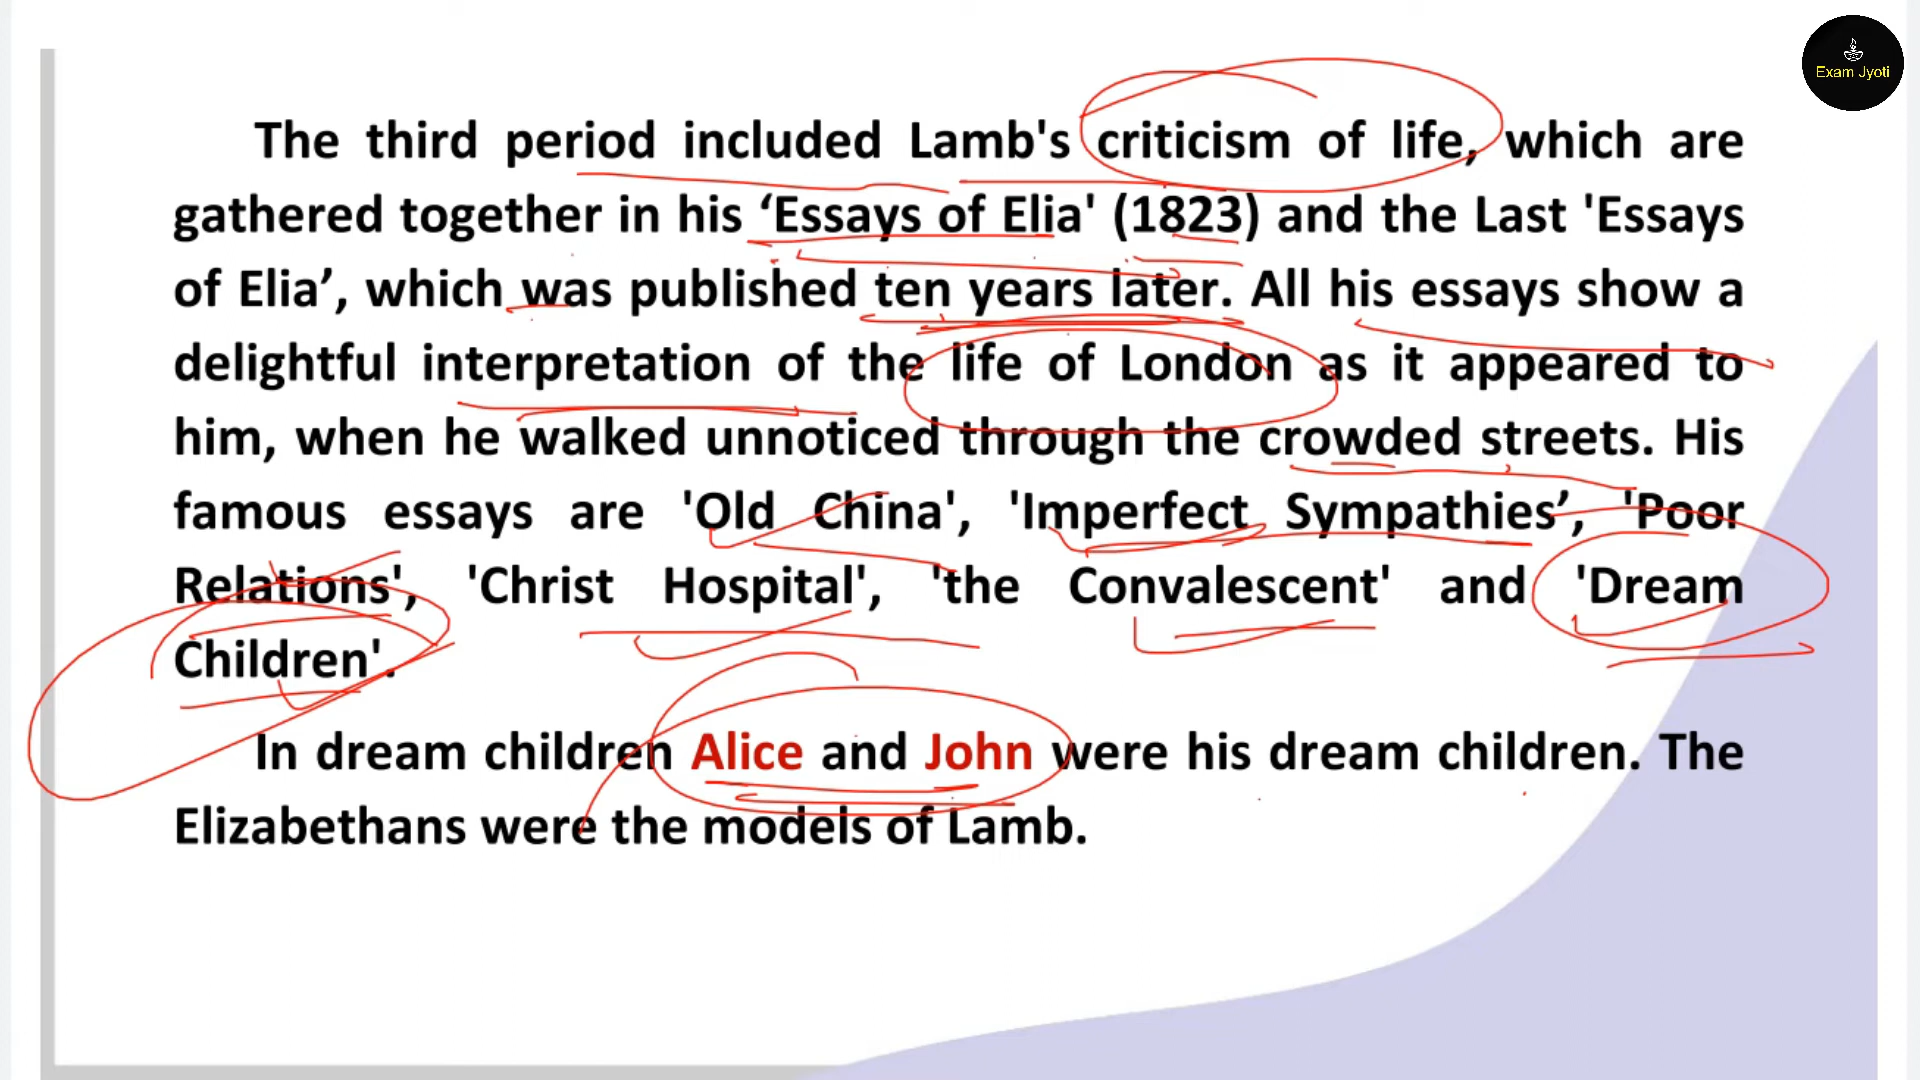 Exam Jyoti
The third period included Lamb's criticism of life, which are
gathered together in his ‘Essays of Elia' (1823) and the Last 'Essays
of Elia’, which was published ten years later. All his essays show a
delightful interpretation of the life of London as it appeared to
him, when he walked unnoticed through the crowded streets. His
famous essays are 'Old China', 'Imperfect Sympathies’, 'Poor
Relations', 'Christ Hospital', 'the Convalescent' and 'Dream
Children'.
In dream children Alice and John were his dream children. The
Elizabethans were the models of Lamb.